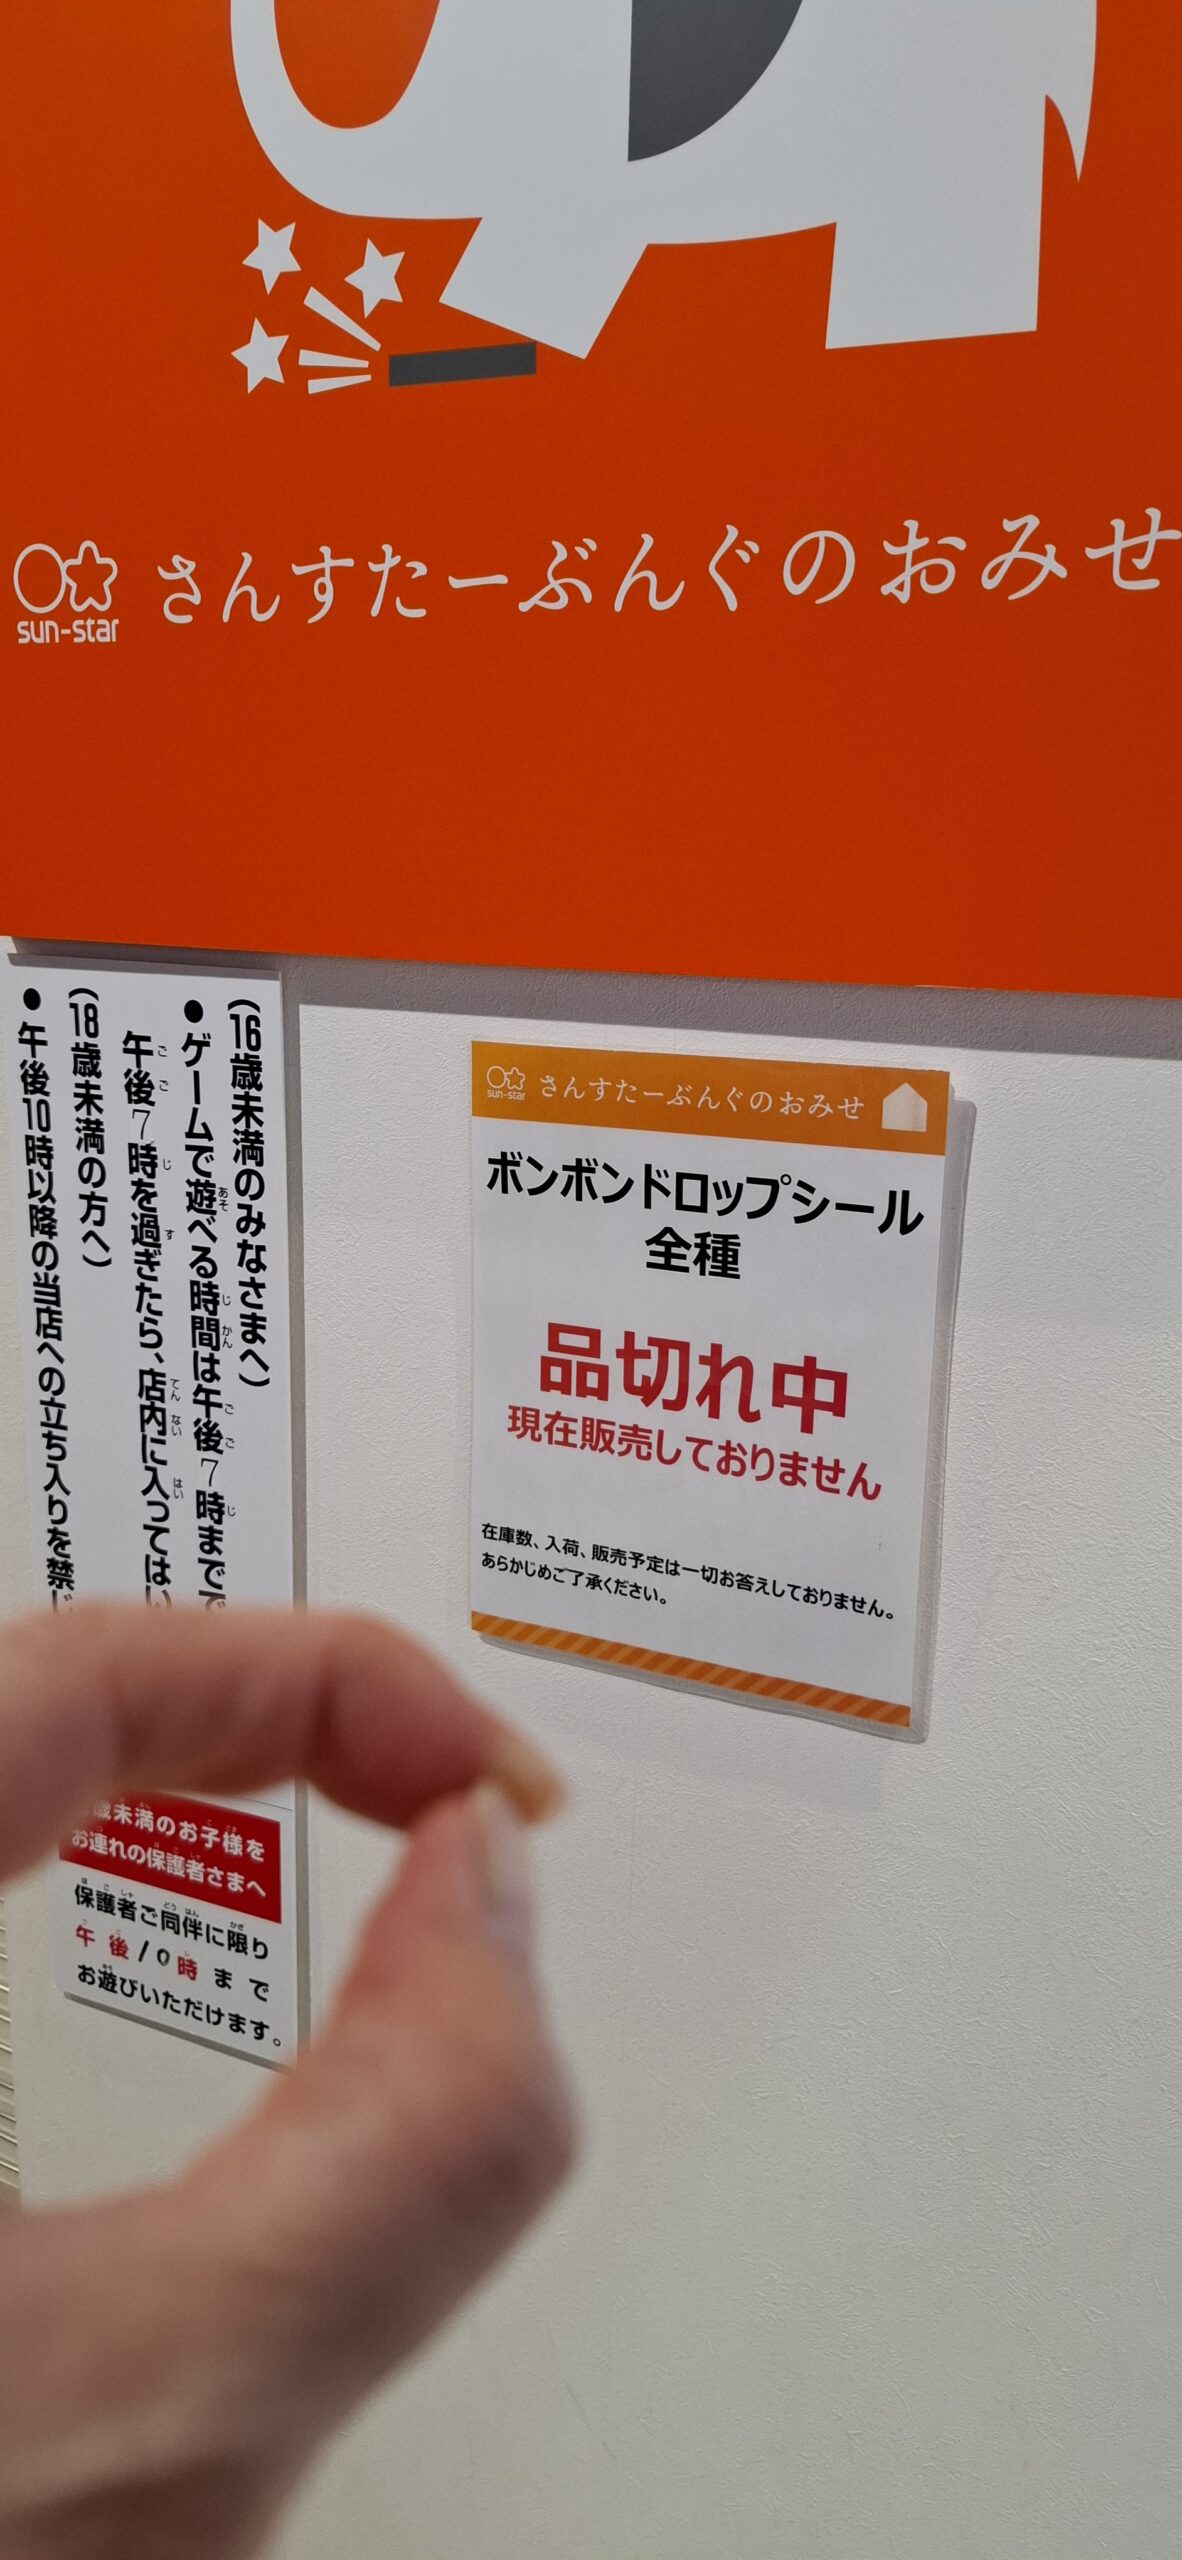 sun-star
さんすたーぶんぐのおみせ
sun-star
さんすたーぶんぐのおみせ
ボンボンドロップシール
全種
品切れ中
現在販売しておりません
在庫数、入荷、販売予定は一切お答えしておりません。
あらかじめご了承ください。
(16歳未満のみなさまへ)
●ゲームで遊べる時間は午後7時まで
午後7時を過ぎたら、店内に入っては
(18歳未満の方へ)
●午後10時以降の当店への立ち入りを禁
歳未満のお子様を
お連れの保護者さまへ
保護者ご同伴に限り
午後10時まで
お遊びいただけます。